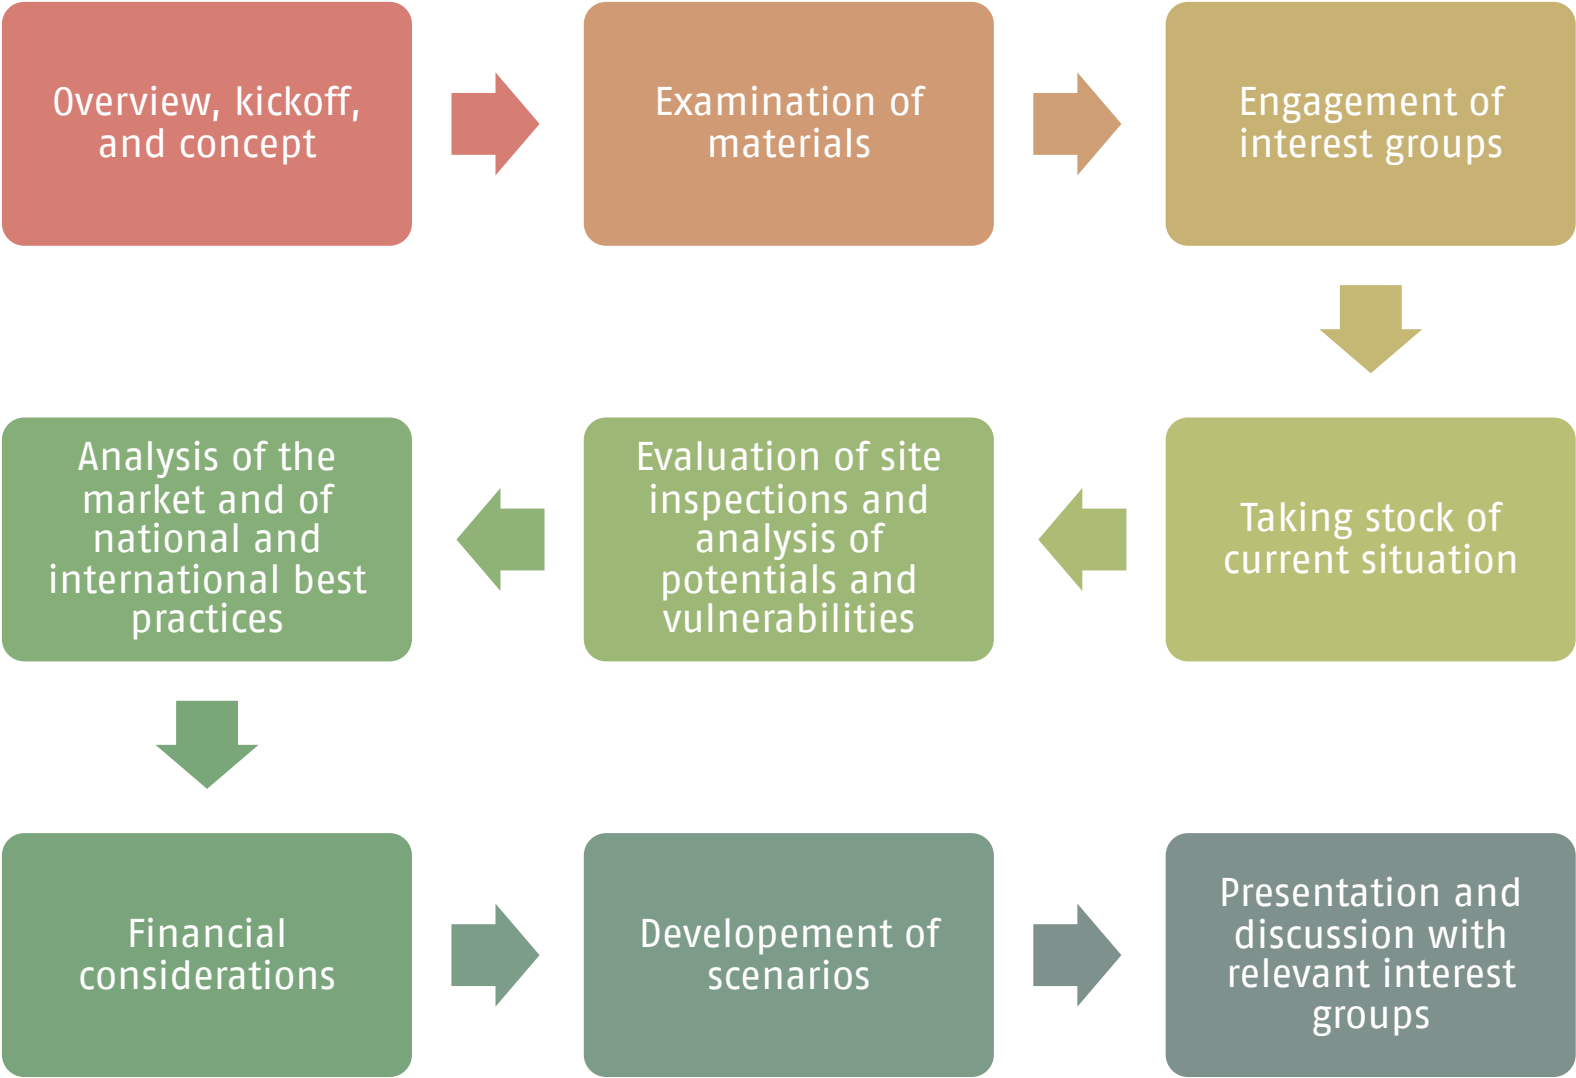 Overview, kickoff,
and concept
Examination of
materials
Engagement of
interest groups
Taking stock of
current situation
Evaluation of site
inspections and
analysis of
potentials and
vulnerabilities
Analysis of the
market and of
national and
international best
practices
Financial
considerations
Developement of
scenarios
Presentation and
discussion with
relevant interest
groups